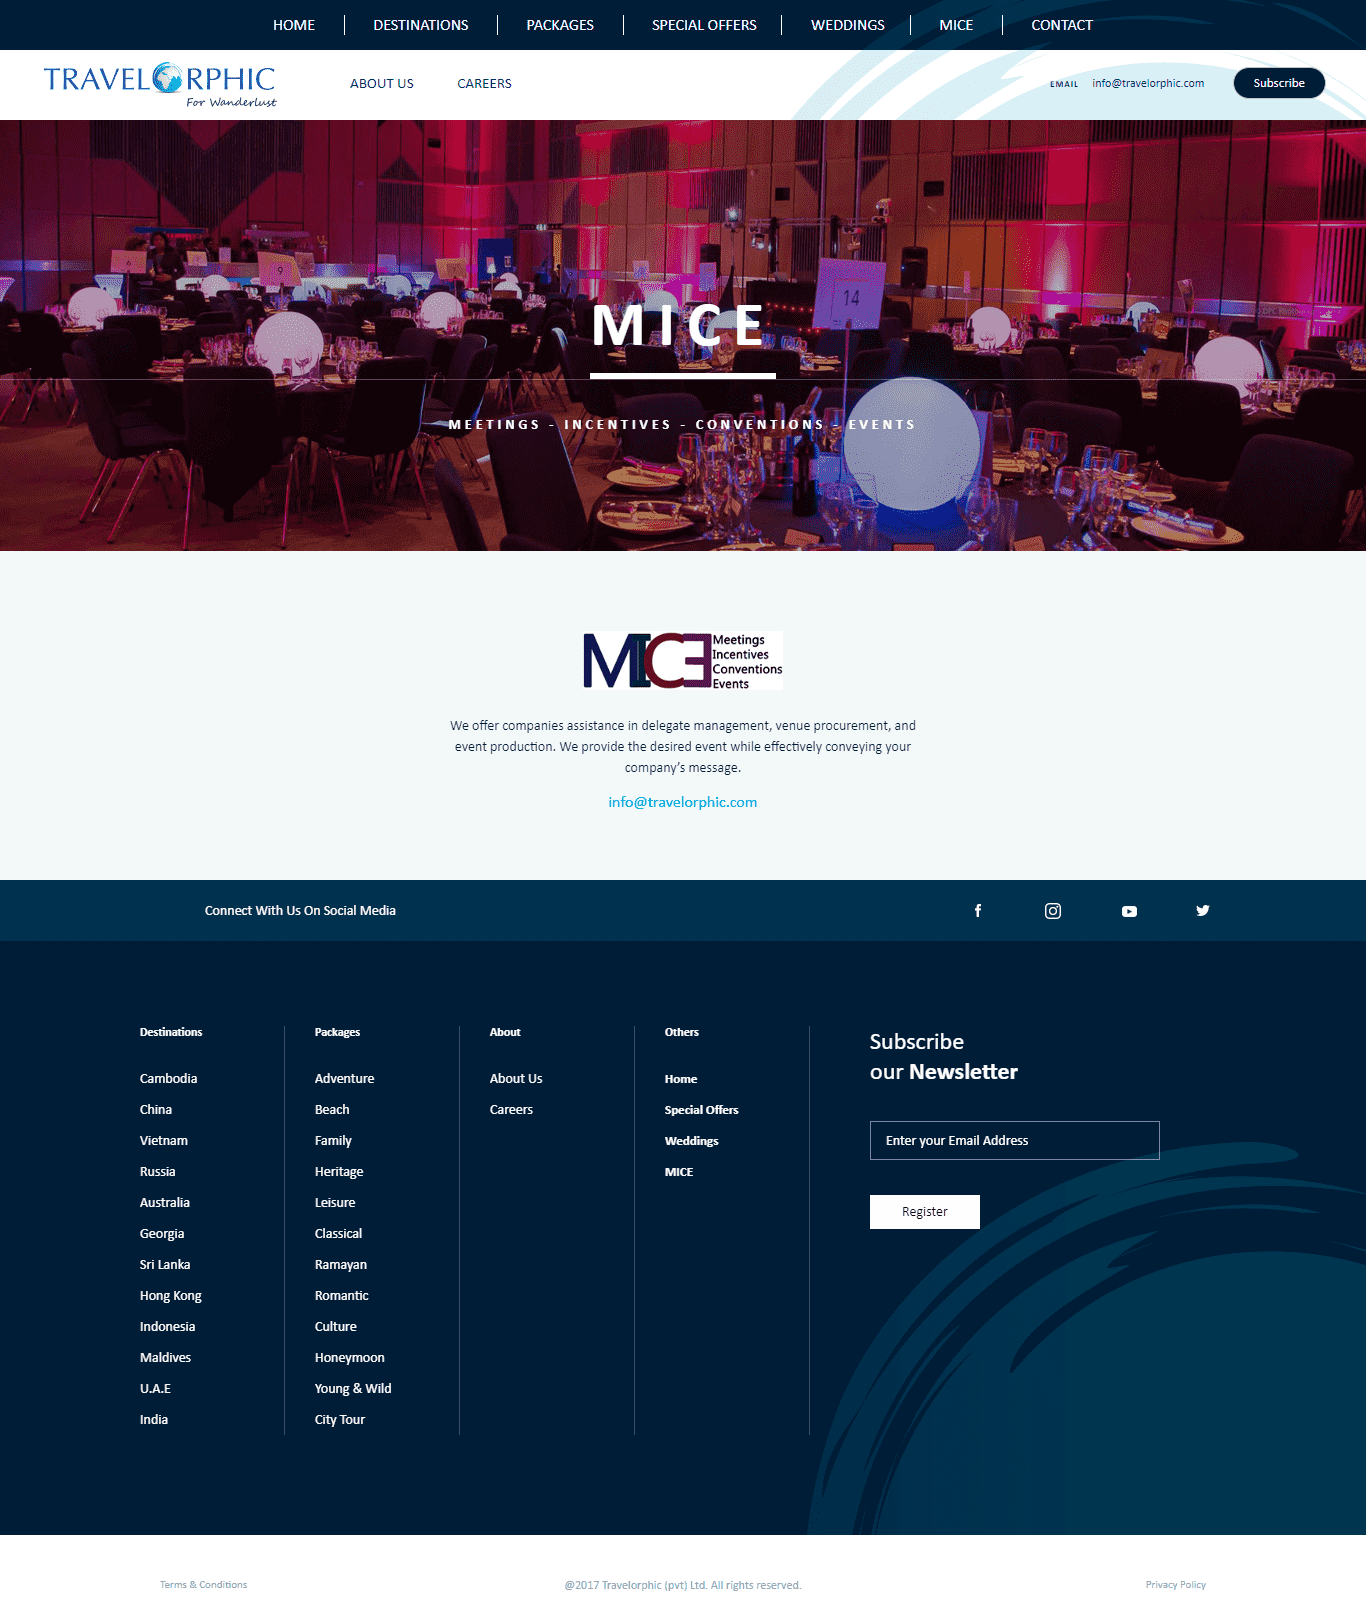 HOME
DESTINATIONS
PACKAGES
SPECIAL OFFERS
WEDDINGS
MICE
CONTACT
TRAVELORPHIC
For Wanderlust
ABOUT US
CAREERS
EMAIL
info@travelorphic.com
Subscribe
9
14
MICE
MEETINGS - INCENTIVES - CONVENTIONS - EVENTS
MICE
Meetings
Incentives
Conventions
Events
We offer companies assistance in delegate management, venue procurement, and
event production. We provide the desired event while effectively conveying your
company’s message.
info@travelorphic.com
Connect With Us On Social Media
Destinations
Cambodia
China
Vietnam
Russia
Australia
Georgia
Sri Lanka
Hong Kong
Indonesia
Maldives
U.A.E
India
Packages
Adventure
Beach
Family
Heritage
Leisure
Classical
Ramayan
Romantic
Culture
Honeymoon
Young & Wild
City Tour
About
About Us
Careers
Others
Home
Special Offers
Weddings
MICE
Subscribe
our Newsletter
Enter your Email Address
Register
Terms & Conditions
@2017 Travelorphic (pvt) Ltd. All rights reserved.
Privacy Policy